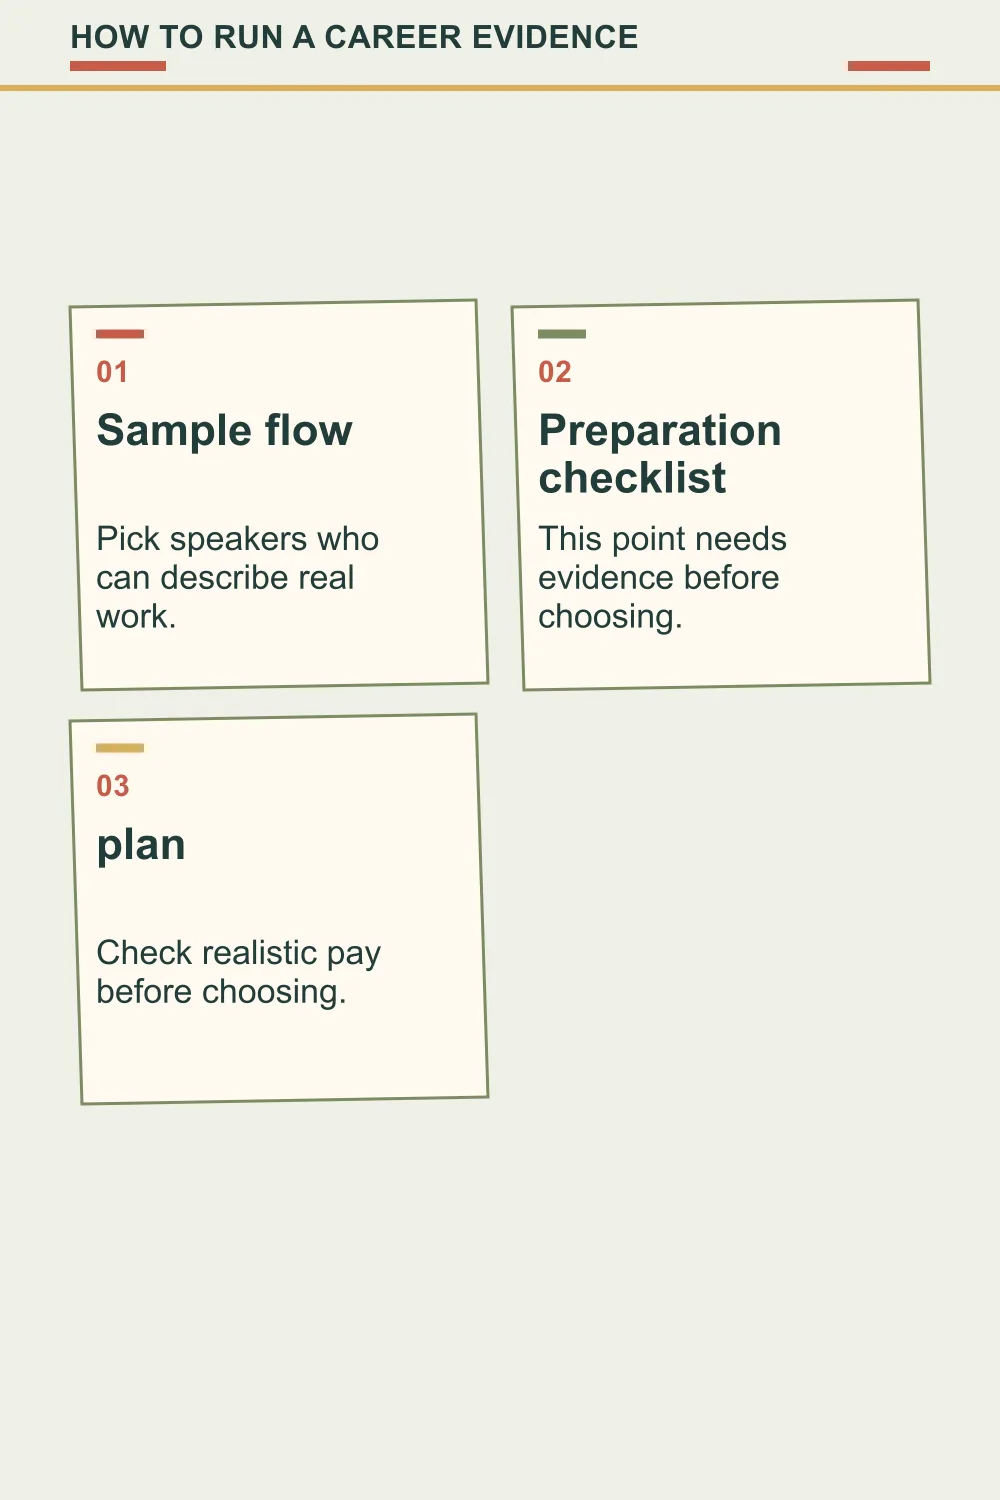 HOW TO RUN A CAREER EVIDENCE
01
Sample flow
Pick speakers who
can describe real
work.
02
Preparation
checklist
This point needs
evidence before
choosing.
03
plan
Check realistic pay
before choosing.